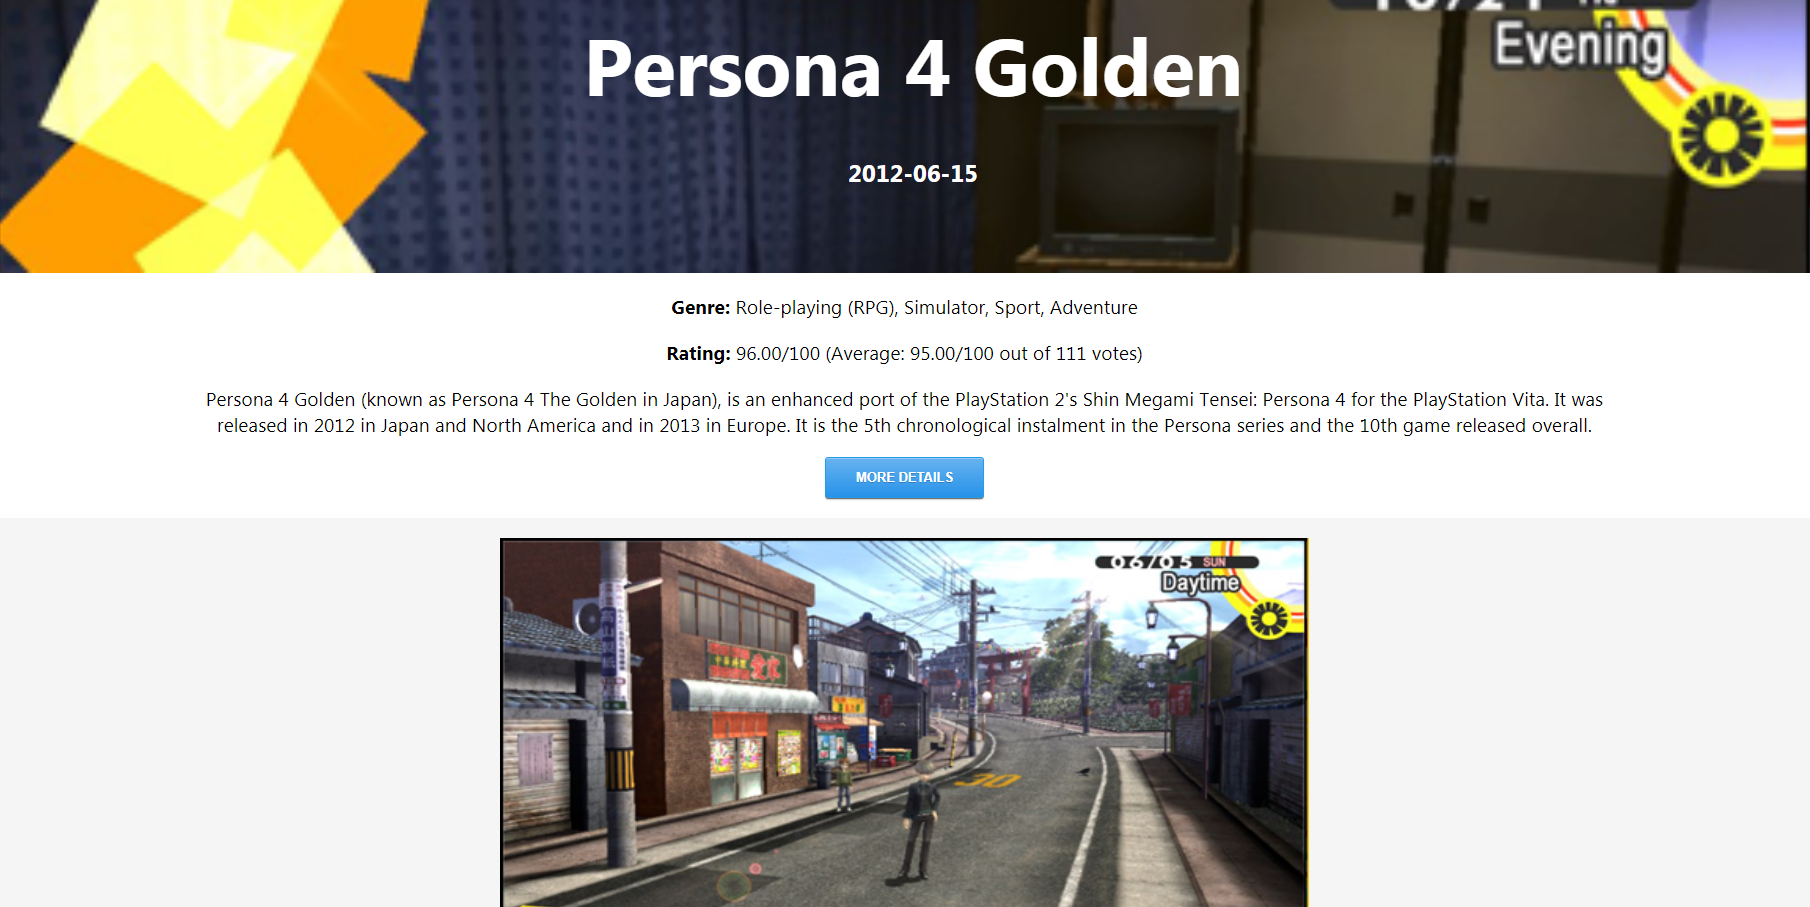 Evening
Persona 4 Golden
2012-06-15
Genre: Role-playing (RPG), Simulator, Sport, Adventure
Rating: 96.00/100 (Average: 95.00/100 out of 111 votes)
Persona 4 Golden (known as Persona 4 The Golden in Japan), is an enhanced port of the PlayStation 2's Shin Megami Tensei: Persona 4 for the PlayStation Vita. It was
released in 2012 in Japan and North America and in 2013 in Europe. It is the 5th chronological instalment in the Persona series and the 10th game released overall.
MORE DETAILS
06/05 SUN
Daytime
30